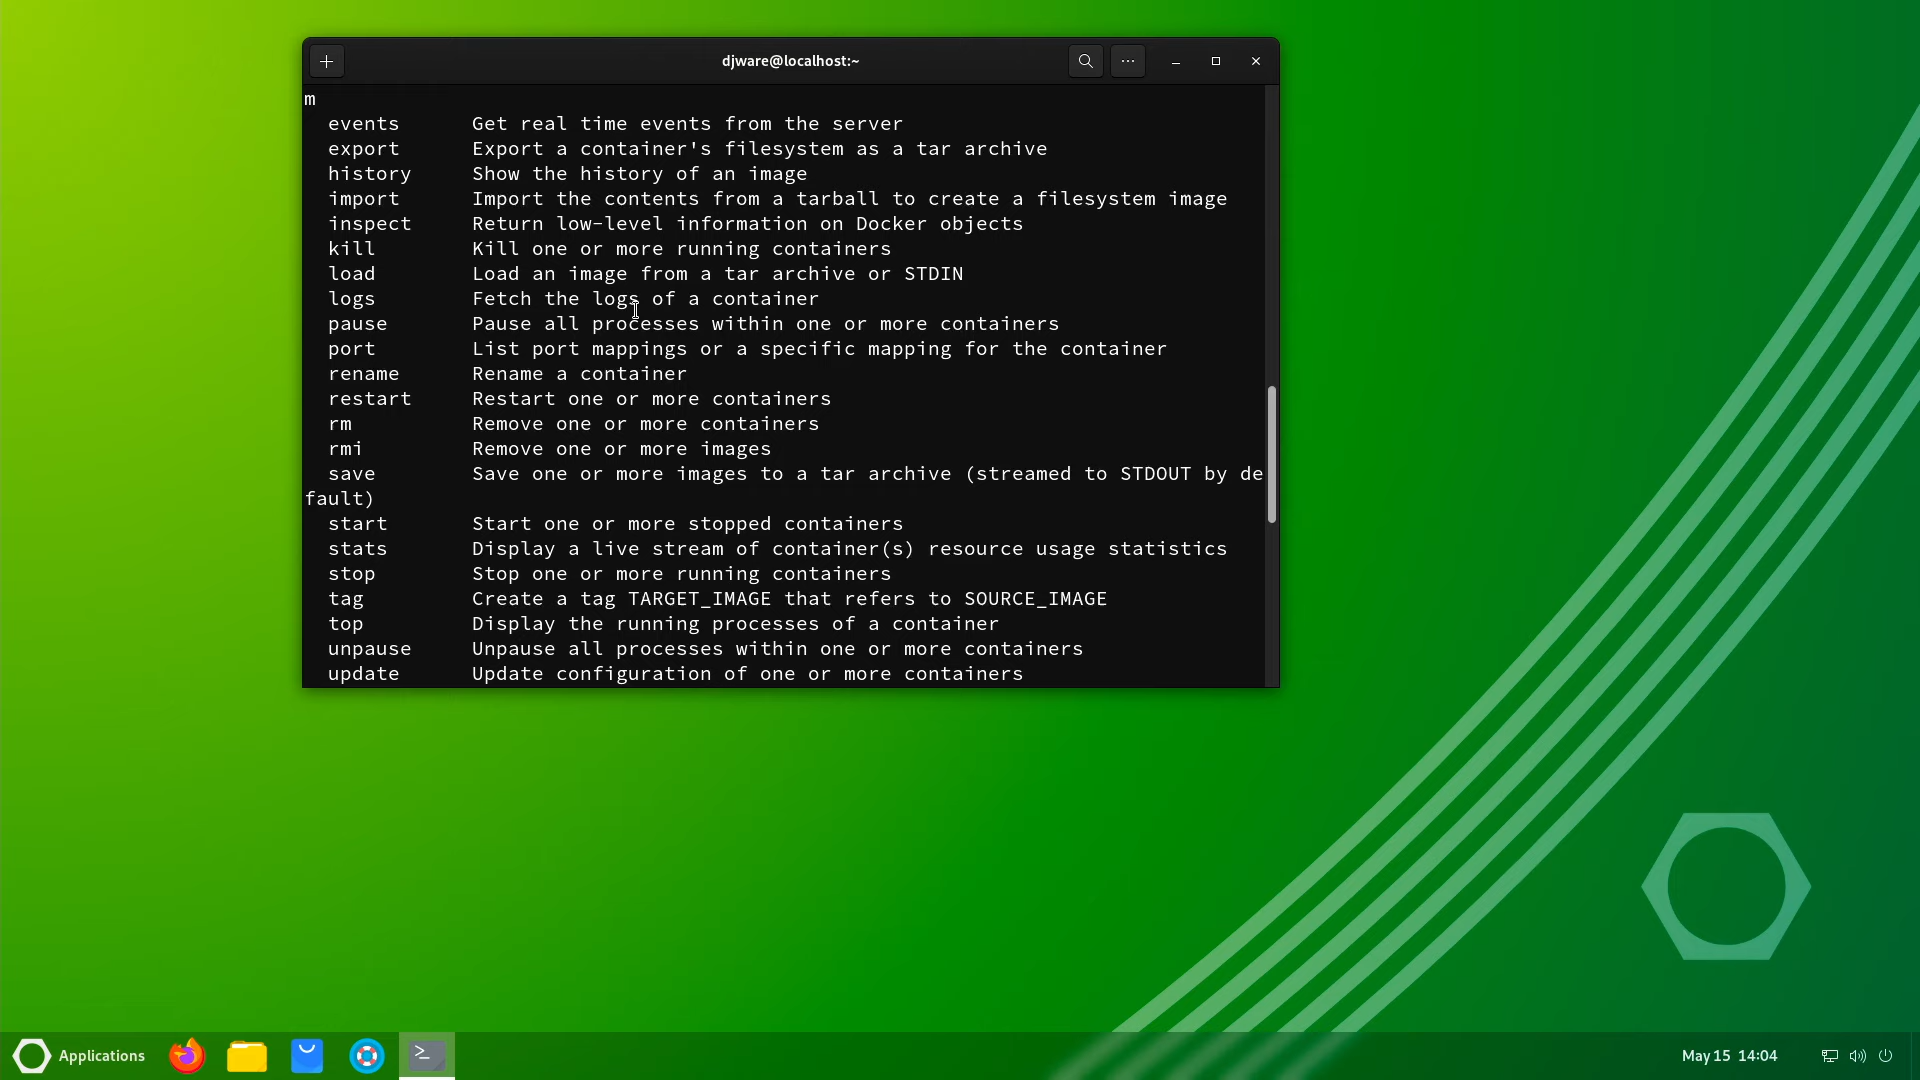 djware@localhost:~
m
events Get real time events from the server
export Export a container's filesystem as a tar archive
history Show the history of an image
import Import the contents from a tarball to create a filesystem image
inspect Return low-level information on Docker objects
kill Kill one or more running containers
load Load an image from a tar archive or STDIN
logs Fetch the logs of a container
pause Pause all processes within one or more containers
port List port mappings or a specific mapping for the container
rename Rename a container
restart Restart one or more containers
rm Remove one or more containers
rmi Remove one or more images
save Save one or more images to a tar archive (streamed to STDOUT by de
fault)
start Start one or more stopped containers
stats Display a live stream of container(s) resource usage statistics
stop Stop one or more running containers
tag Create a tag TARGET_IMAGE that refers to SOURCE_IMAGE
top Display the running processes of a container
unpause Unpause all processes within one or more containers
update Update configuration of one or more containers
Applications
May 15 14:04